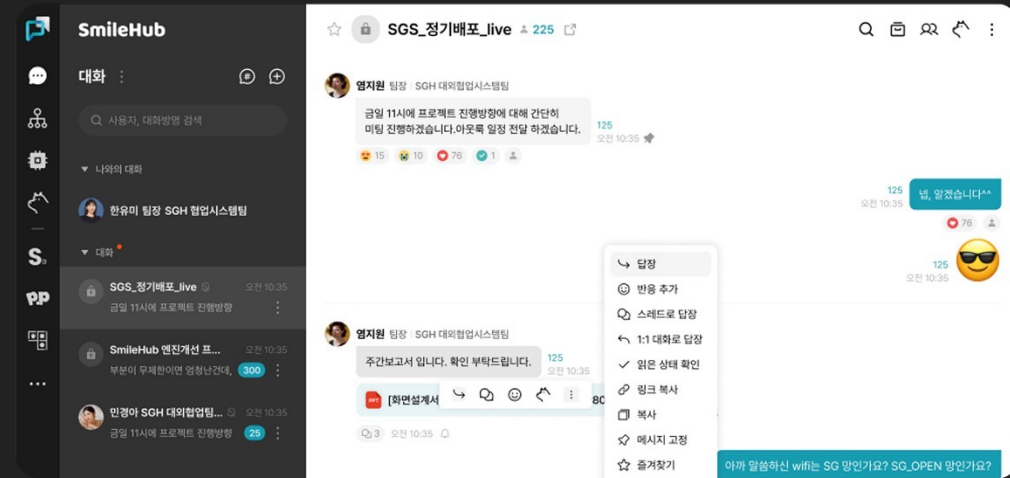 SmileHub
대화
사용자, 대화방명 검색
나와의 대화
한유미 팀장 SGH 협업시스템팀
대화
SGS_정기배포_live 오전 10:35
금일 11시에 프로젝트 진행방향
SmileHub 엔진개선 프... 오전 10:35
부분이 무제한이면 엄청난건데, 300
민경아 SGH 대외협업팀... 오전 10:35
금일 11시에 프로젝트 진행방향 25
S3
PP
SGS_정기배포_live 225
염지원 팀장 SGH 대외협업시스템팀
금일 11시에 프로젝트 진행방향에 대해 간단히
미팅 진행하겠습니다.아웃룩 일정 전달 하겠습니다.
125
오전 10:35
15 10 76 1
125
오전 10:35
넵, 알겠습니다^^
76
125
오전 10:35
염지원 팀장 SGH 대외협업시스템팀
주간보고서 입니다. 확인 부탁드립니다.
125
오전 10:35
PPT
[화면설계서
80
3 오전 10:35
답장
반응 추가
스레드로 답장
1:1 대화로 답장
읽은 상태 확인
링크 복사
복사
메시지 고정
즐겨찾기
아까 말씀하신 wifi는 SG 망인가요? SG_OPEN 망인가요?